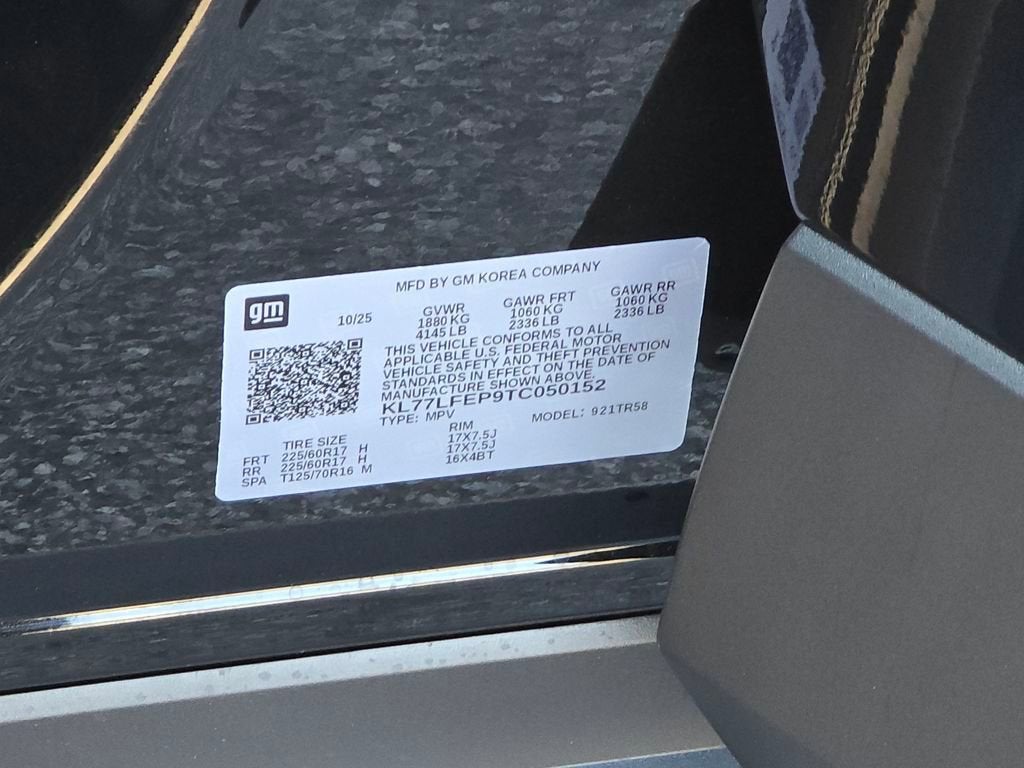 MFD BY GM KOREA COMPANY
gm
10/25
GVWR GAWR FRT GAWR RR
1880 KG 1060 KG 1060 KG
4145 LB 2336 LB 2336 LB
THIS VEHICLE CONFORMS TO ALL
APPLICABLE U.S. FEDERAL MOTOR
VEHICLE SAFETY AND THEFT PREVENTION
STANDARDS IN EFFECT ON THE DATE OF
MANUFACTURE SHOWN ABOVE.
KL77LFEP9TC050152
TYPE: MPV MODEL: 921TR58
TIRE SIZE RIM
FRT 225/60R17 H 17X7.5J
RR 225/60R17 H 17X7.5J
SPA T125/70R16 M 16X4BT